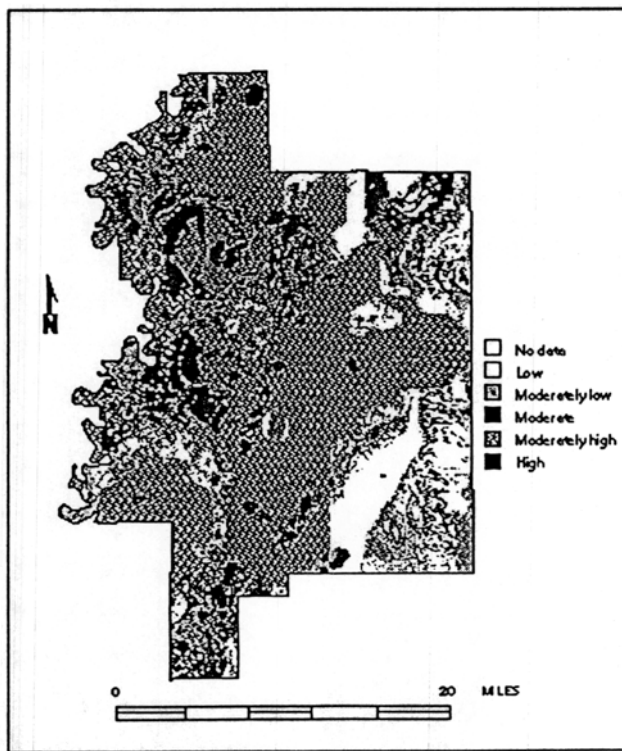 N
No data
Low
Moderately low
Moderate
Moderately high
High
0 20 MILES